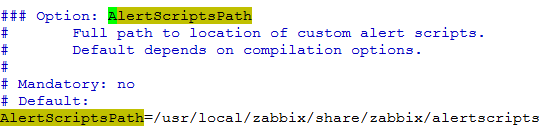 ### Option: AlertScriptsPath
#       Full path to location of custom alert scripts.
#       Default depends on compilation options.
#
# Mandatory: no
# Default:
AlertScriptsPath=/usr/local/zabbix/share/zabbix/alertscripts